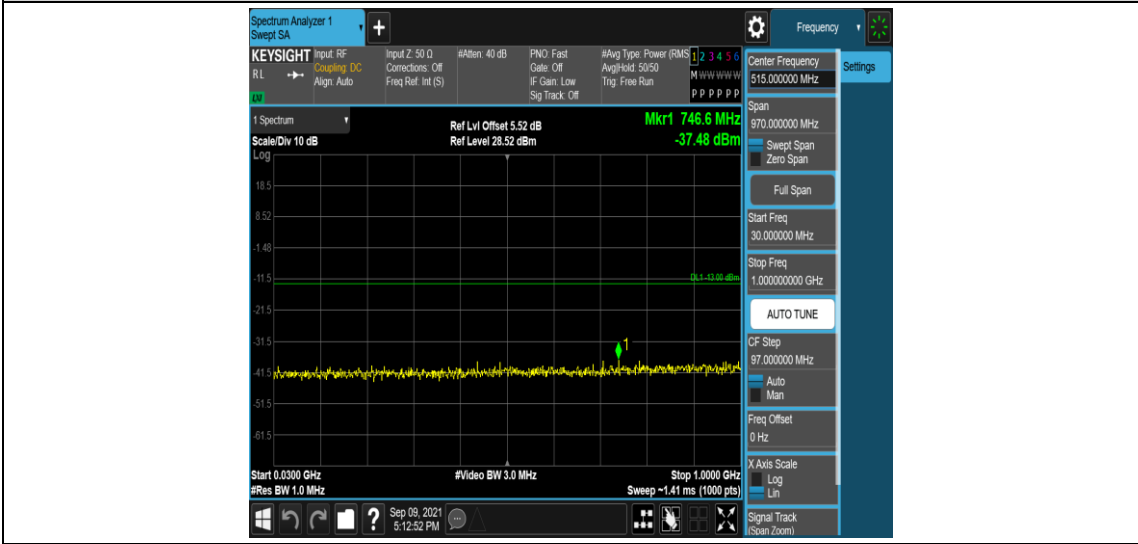 Spectrum Analyzer 1
Swept SA
+
Frequency
KEYSIGHT
RL
LM
Input: RF
Coupling: DC
Align: Auto
Input Z: 50 Ω
Corrections: Off
Freq Ref: Int (S)
#Atten: 40 dB
PNO: Fast
Gate: Off
IF Gain: Low
Sig Track: Off
#Avg Type: Power (RMS
Avg|Hold: 50/50
Trig: Free Run
1 2 3 4 5 6
M W W W W W
P P P P P P
1 Spectrum
Scale/Div 10 dB
Log
Ref Lvl Offset 5.52 dB
Ref Level 28.52 dBm
Mkr1 746.6 MHz
-37.48 dBm
18.5
8.52
-1.48
-11.5
DL1 -13.00 dBm
-21.5
-31.5
1
-41.5
-51.5
-61.5
Start 0.0300 GHz
#Res BW 1.0 MHz
#Video BW 3.0 MHz
Stop 1.0000 GHz
Sweep ~1.41 ms (1000 pts)
Center Frequency
515.000000 MHz
Settings
Span
970.000000 MHz
Swept Span
Zero Span
Full Span
Start Freq
30.000000 MHz
Stop Freq
1.000000000 GHz
AUTO TUNE
CF Step
97.000000 MHz
Auto
Man
Freq Offset
0 Hz
X Axis Scale
Log
Lin
Signal Track
(Span Zoom)
?
Sep 09, 2021
5:12:52 PM